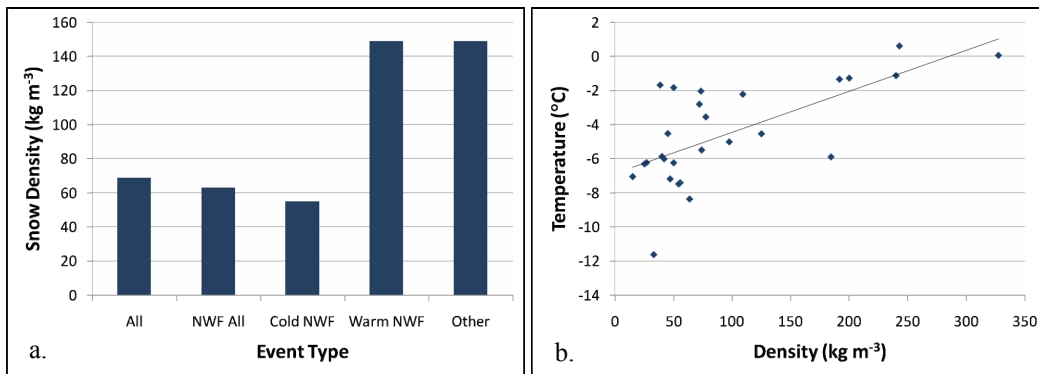 160
140
120
100
80
60
40
20
0
Snow Density (kg m⁻³)
All NWF All Cold NWF Warm NWF Other
Event Type
a.
2
0
-2
-4
-6
-8
-10
-12
-14
Temperature (°C)
0 50 100 150 200 250 300 350
Density (kg m⁻³)
b.